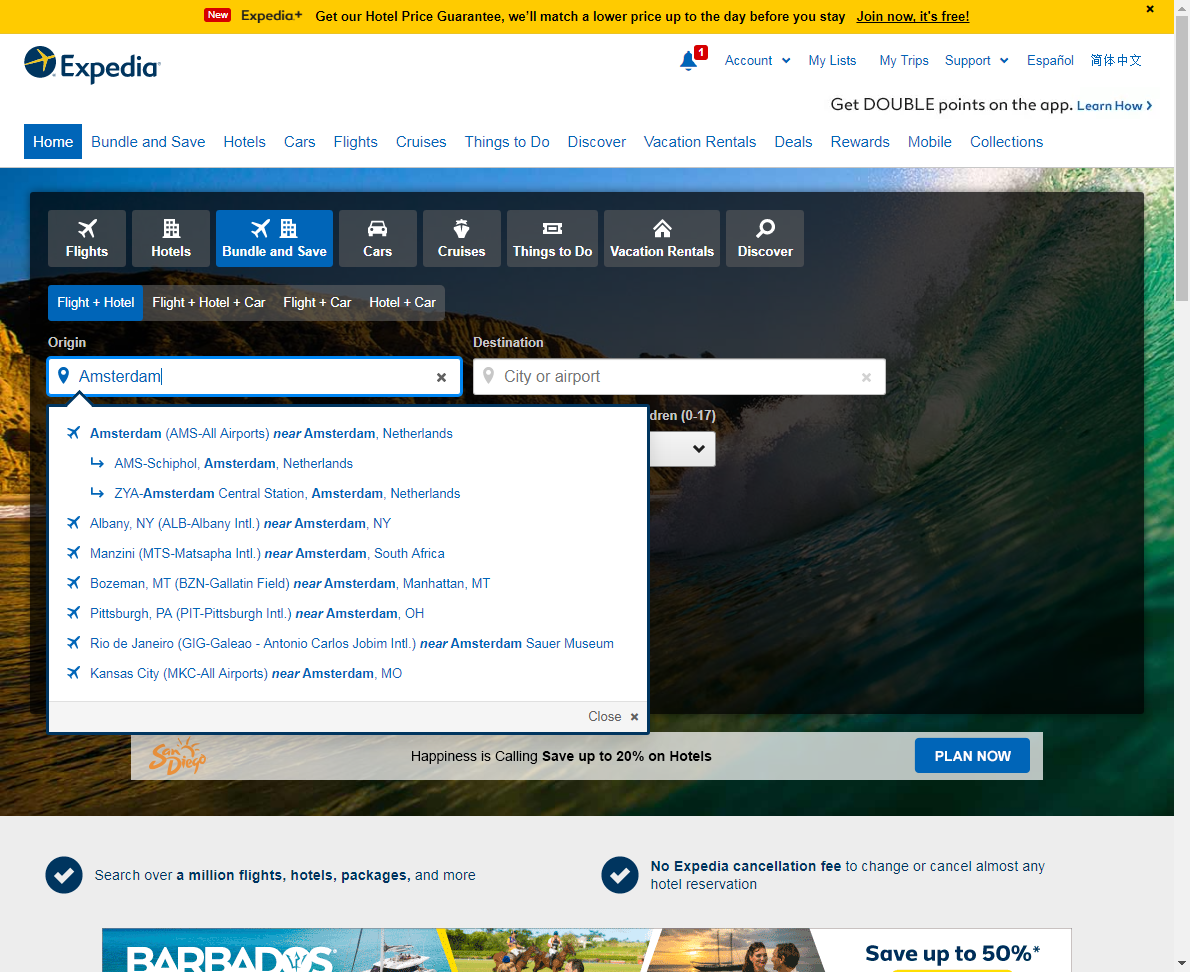 New Expedia+ Get our Hotel Price Guarantee, we'll match a lower price up to the day before you stay Join now, it's free!
Expedia
1 Account My Lists My Trips Support Español 简体中文
Get DOUBLE points on the app. Learn How
Home Bundle and Save Hotels Cars Flights Cruises Things to Do Discover Vacation Rentals Deals Rewards Mobile Collections
Flights Hotels Bundle and Save Cars Cruises Things to Do Vacation Rentals Discover
Flight + Hotel Flight + Hotel + Car Flight + Car Hotel + Car
Origin Destination
Amsterdam City or airport
dren (0-17)
Amsterdam (AMS-All Airports) near Amsterdam, Netherlands
AMS-Schiphol, Amsterdam, Netherlands
ZYA-Amsterdam Central Station, Amsterdam, Netherlands
Albany, NY (ALB-Albany Intl.) near Amsterdam, NY
Manzini (MTS-Matsapha Intl.) near Amsterdam, South Africa
Bozeman, MT (BZN-Gallatin Field) near Amsterdam, Manhattan, MT
Pittsburgh, PA (PIT-Pittsburgh Intl.) near Amsterdam, OH
Rio de Janeiro (GIG-Galeao - Antonio Carlos Jobim Intl.) near Amsterdam Sauer Museum
Kansas City (MKC-All Airports) near Amsterdam, MO
Close
San Diego Happiness is Calling Save up to 20% on Hotels PLAN NOW
Search over a million flights, hotels, packages, and more
No Expedia cancellation fee to change or cancel almost any
hotel reservation
BARBADOS Save up to 50%*